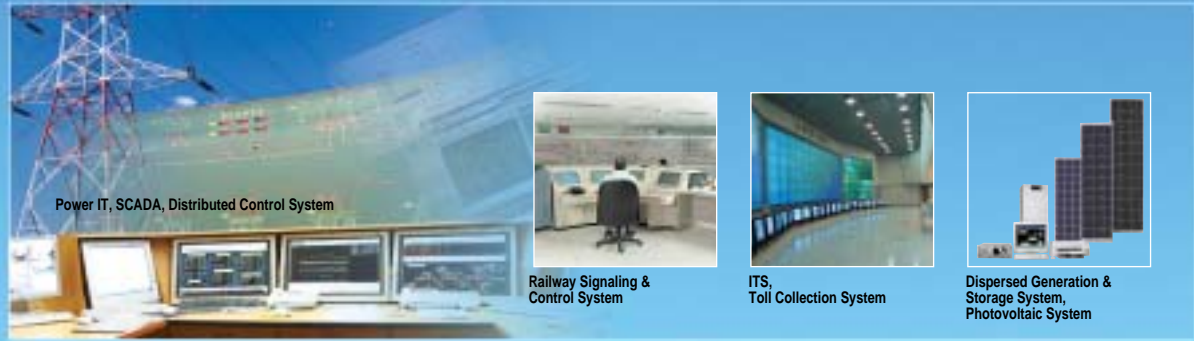 Power IT, SCADA, Distributed Control System
Railway Signaling &
Control System
ITS,
Toll Collection System
Dispersed Generation &
Storage System,
Photovoltaic System